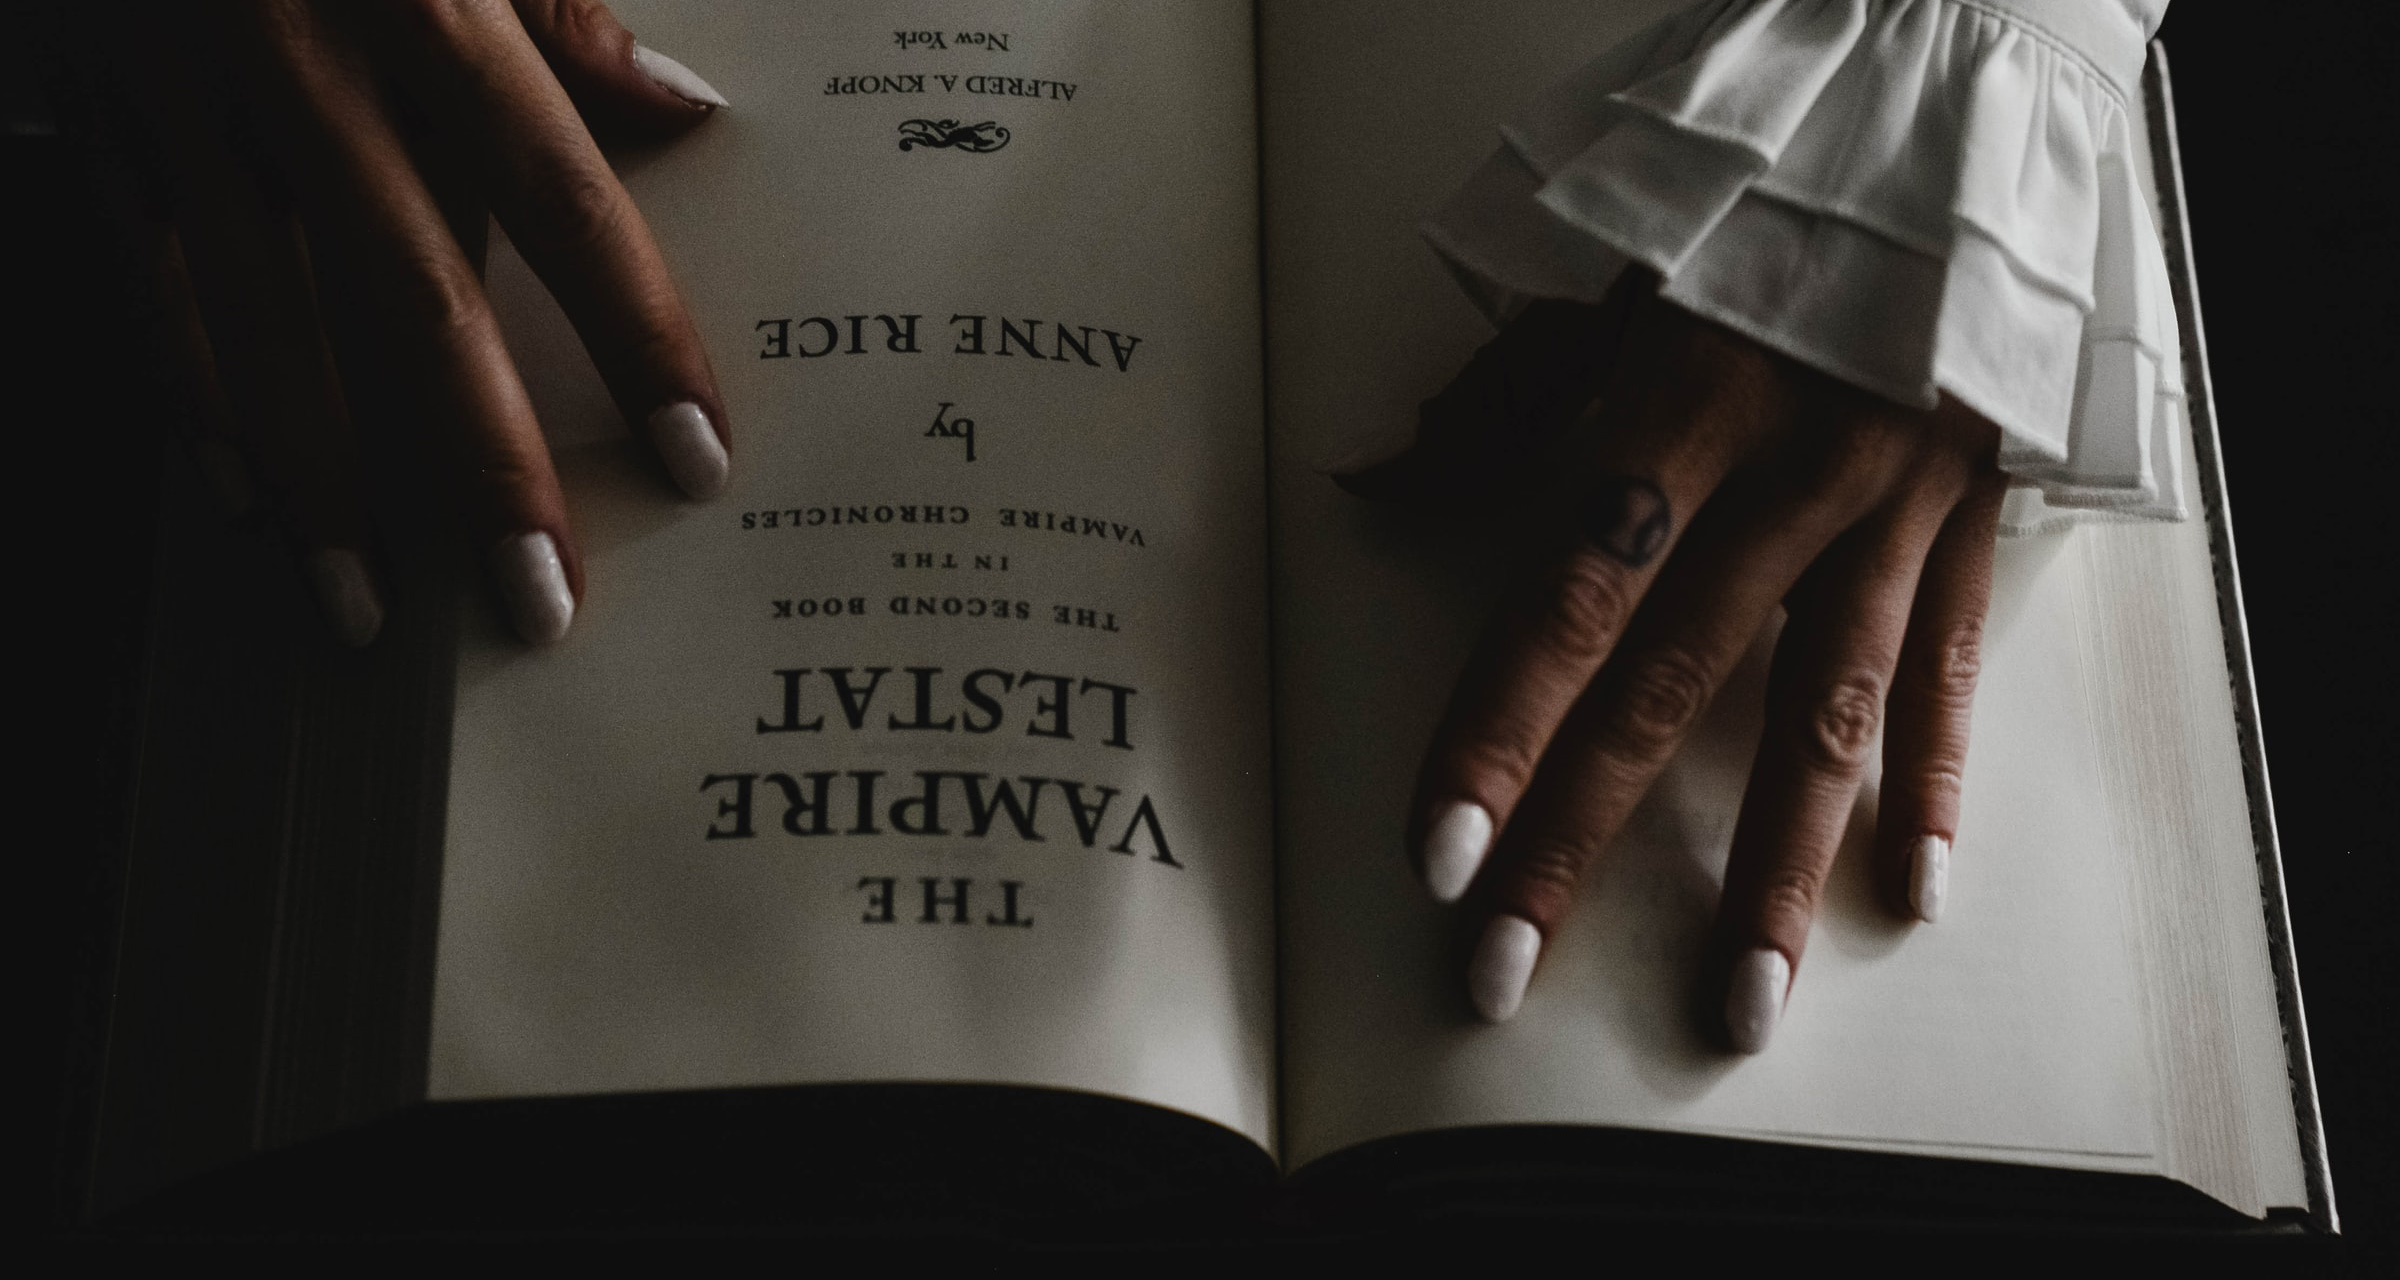 THE
VAMPIRE
LESTAT
THE SECOND BOOK
IN THE
VAMPIRE CHRONICLES
by
ANNE RICE
ALFRED A. KNOPF
New York